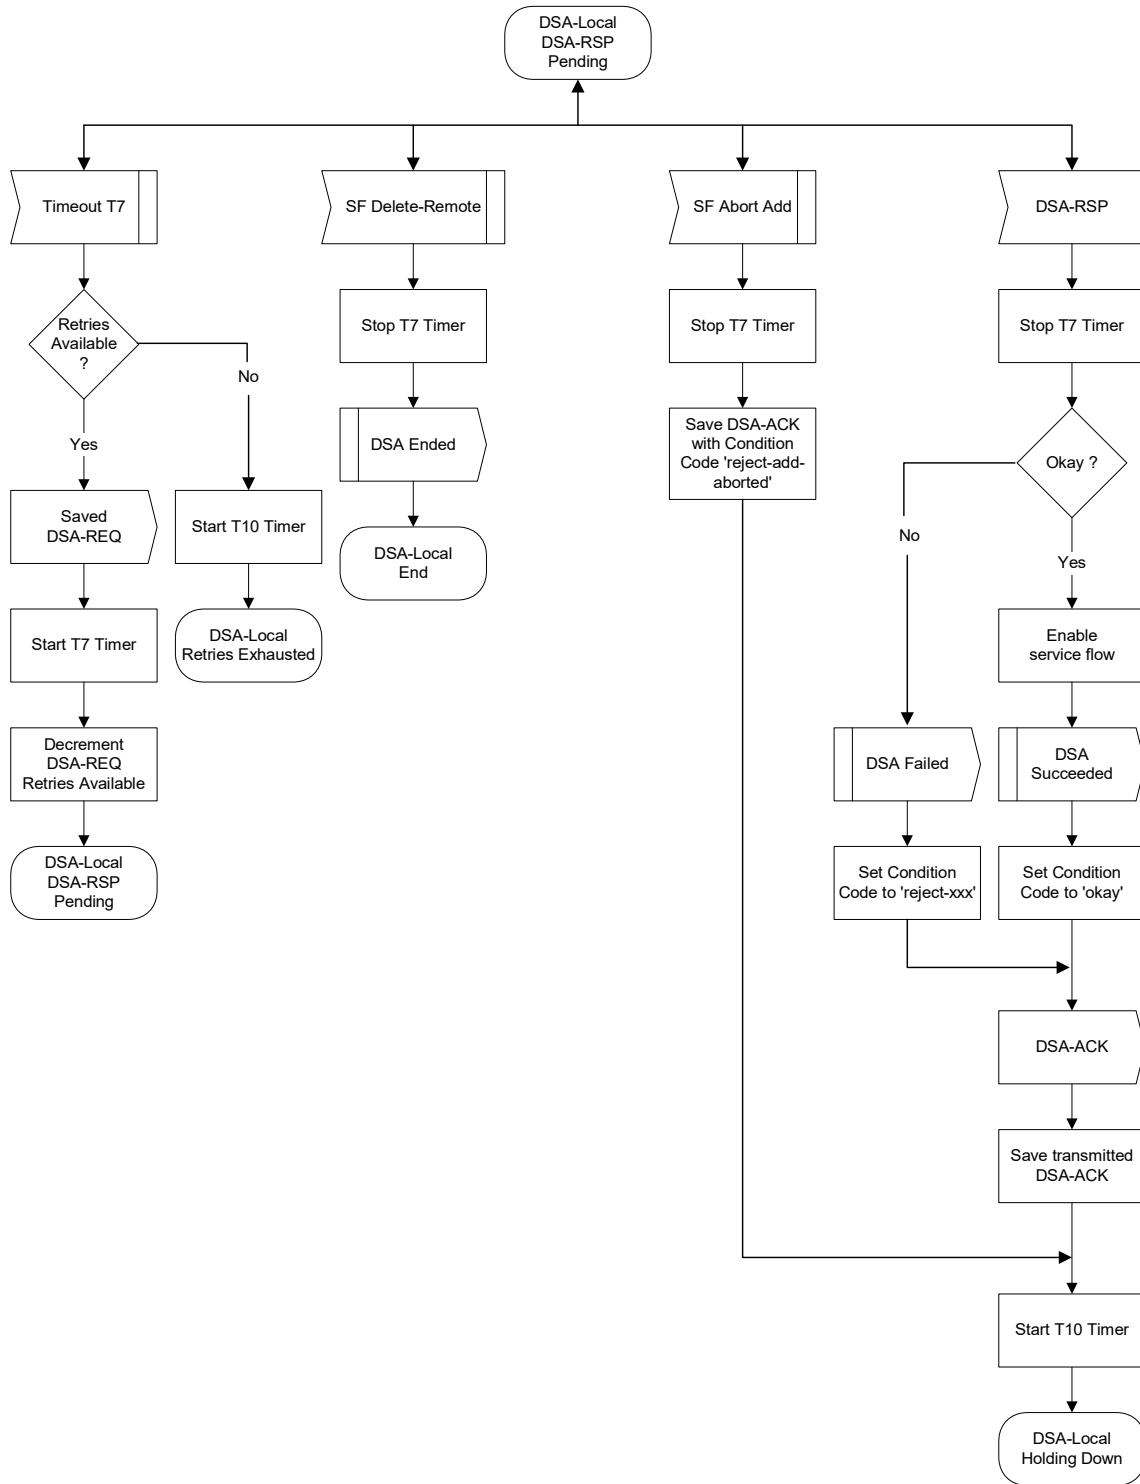 DSA-Local
DSA-RSP
Pending
Timeout T7
SF Delete-Remote
SF Abort Add
DSA-RSP
Retries
Available
?
Stop T7 Timer
Stop T7 Timer
Stop T7 Timer
No
Yes
Save DSA-ACK
with Condition
Code 'reject-add-
aborted'
DSA Ended
Okay ?
Saved
DSA-REQ
Start T10 Timer
DSA-Local
End
No
Yes
Start T7 Timer
DSA-Local
Retries Exhausted
Enable
service flow
Decrement
DSA-REQ
Retries Available
DSA Failed
DSA
Succeeded
DSA-Local
DSA-RSP
Pending
Set Condition
Code to 'reject-xxx'
Set Condition
Code to 'okay'
DSA-ACK
Save transmitted
DSA-ACK
Start T10 Timer
DSA-Local
Holding Down